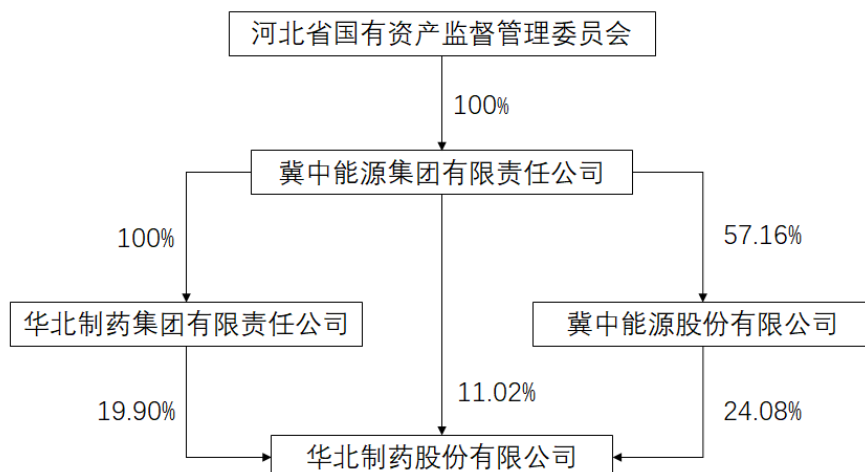 河北省国有资产监督管理委员会
100%
冀中能源集团有限责任公司
100%
57.16%
华北制药集团有限责任公司
冀中能源股份有限公司
19.90%
11.02%
24.08%
华北制药股份有限公司